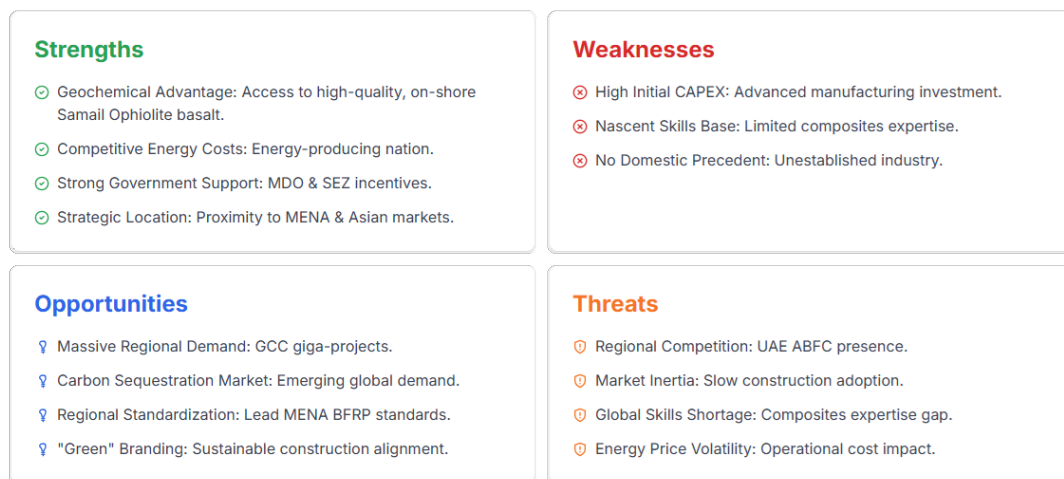 Strengths
Geochemical Advantage: Access to high-quality, on-shore
Samail Ophiolite basalt.
Competitive Energy Costs: Energy-producing nation.
Strong Government Support: MDO & SEZ incentives.
Strategic Location: Proximity to MENA & Asian markets.
Weaknesses
High Initial CAPEX: Advanced manufacturing investment.
Nascent Skills Base: Limited composites expertise.
No Domestic Precedent: Unestablished industry.
Opportunities
Massive Regional Demand: GCC giga-projects.
Carbon Sequestration Market: Emerging global demand.
Regional Standardization: Lead MENA BFRP standards.
"Green" Branding: Sustainable construction alignment.
Threats
Regional Competition: UAE ABFC presence.
Market Inertia: Slow construction adoption.
Global Skills Shortage: Composites expertise gap.
Energy Price Volatility: Operational cost impact.